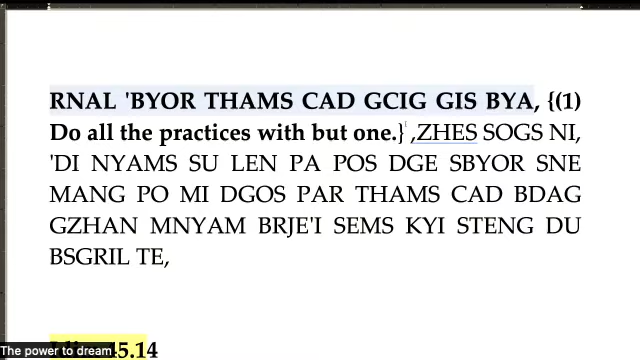 RNAL 'BYOR THAMS CAD GCIG GIS BYA, {(1)
Do all the practices with but one.} ,ZHES SOGS NI,
'DI NYAMS SU LEN PA POS DGE SBYOR SNE
MANG PO MI DGOS PAR THAMS CAD BDAG
GZHAN MNYAM BRJE'I SEMS KYI STENG DU
BSGRIL TE,
The power to dream
45.14